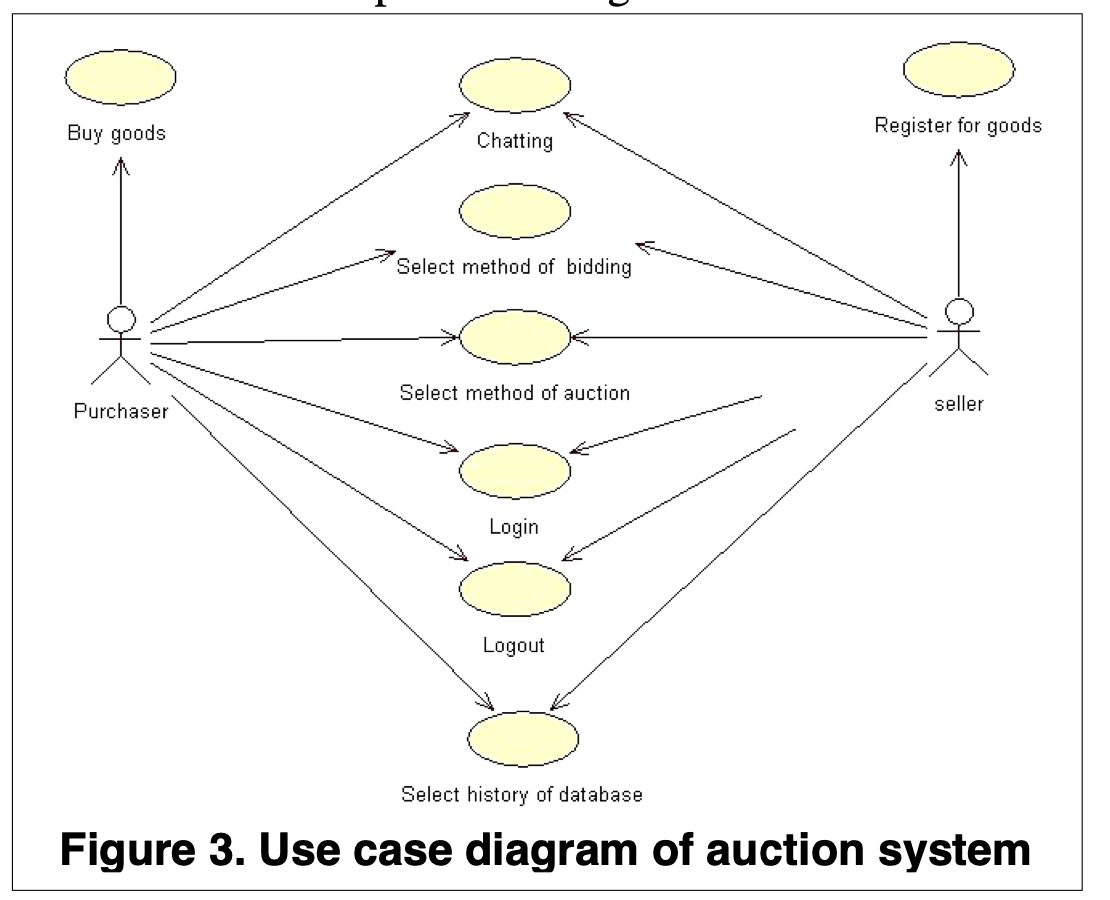 Buy goods
Chatting
Register for goods
Select method of bidding
Select method of auction
Purchaser
seller
Login
Logout
Select history of database
Figure 3. Use case diagram of auction system